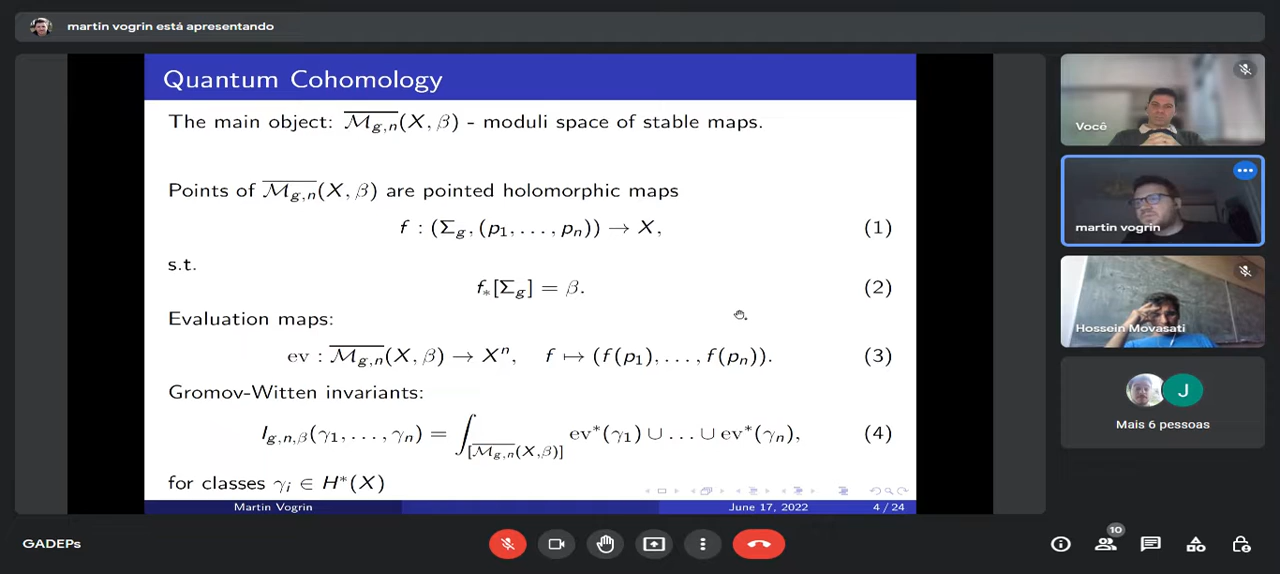 martin vogrin está apresentando
Quantum Cohomology
The main object: $\overline{\mathcal{M}}_{g,n}(X, \beta)$ - moduli space of stable maps.
Points of $\overline{\mathcal{M}}_{g,n}(X, \beta)$ are pointed holomorphic maps
$f : (\Sigma_g, (p_1, \ldots, p_n)) \to X,$ (1)
s.t.
$f_*[\Sigma_g] = \beta.$ (2)
Evaluation maps:
$\mathrm{ev} : \overline{\mathcal{M}}_{g,n}(X, \beta) \to X^n, \quad f \mapsto (f(p_1), \ldots, f(p_n)).$ (3)
Gromov-Witten invariants:
$I_{g,n,\beta}(\gamma_1, \ldots, \gamma_n) = \int_{[\overline{\mathcal{M}}_{g,n}(X,\beta)]} \mathrm{ev}^*(\gamma_1) \cup \ldots \cup \mathrm{ev}^*(\gamma_n),$ (4)
for classes $\gamma_i \in H^*(X)$
Martin Vogrin June 17, 2022 4 / 24
Você
martin vogrin
Hossein Movasati
J
Mais 6 pessoas
GADEPs
10